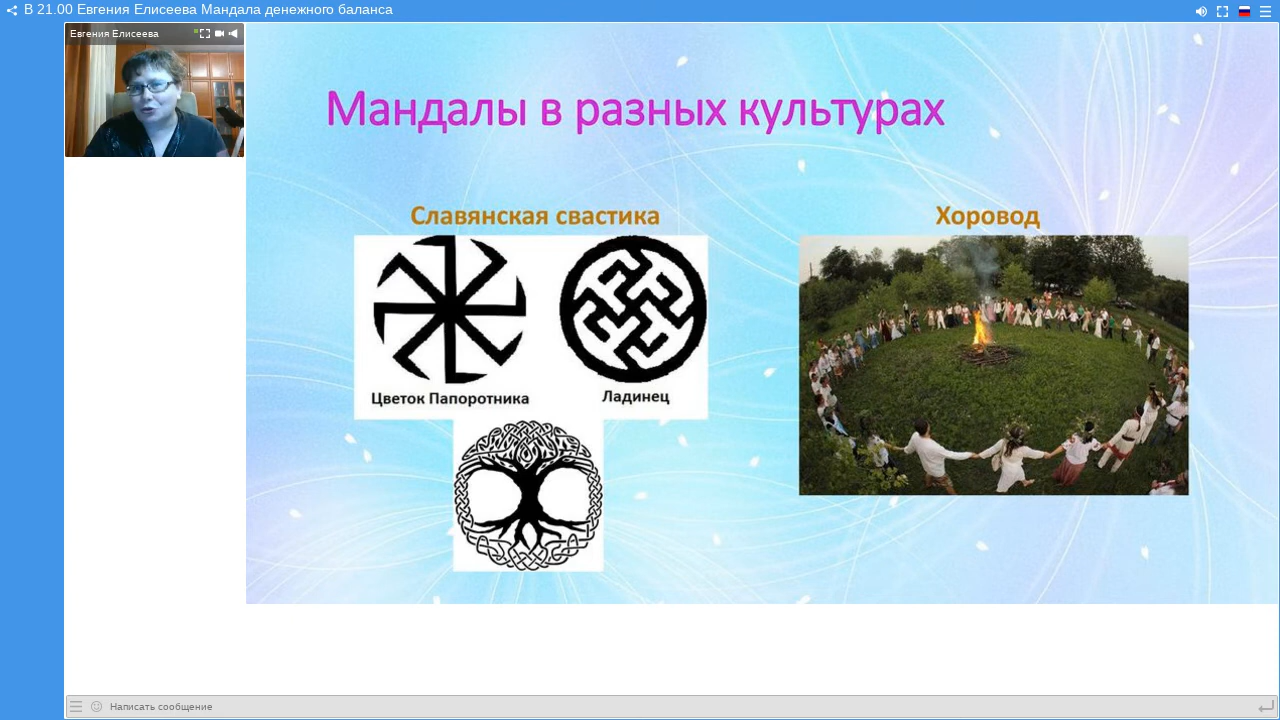 В 21.00 Евгения Елисеева Мандала денежного баланса
Евгения Елисеева
Мандалы в разных культурах
Славянская свастика
Хоровод
Цветок Папоротника
Ладинец
Написать сообщение